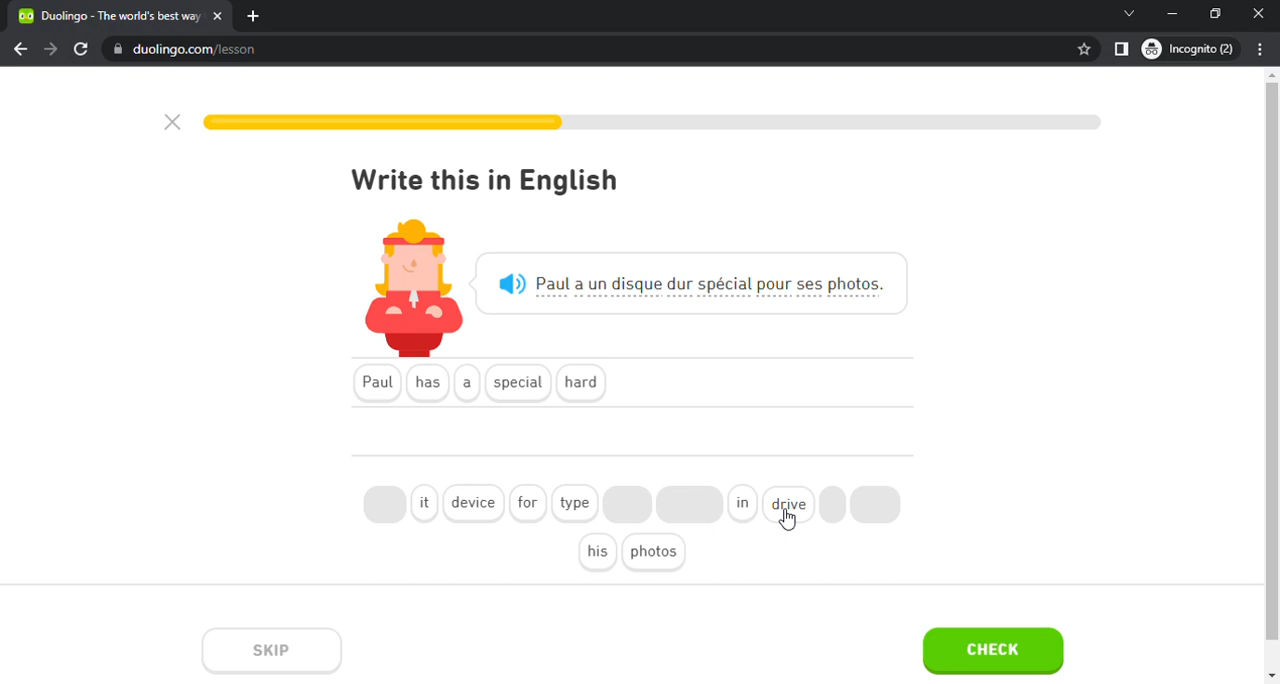 Duolingo - The world's best way
duolingo.com/lesson
Incognito (2)
Write this in English
Paul a un disque dur spécial pour ses photos.
Paul has a special hard
it device for type in drive
his photos
SKIP
CHECK